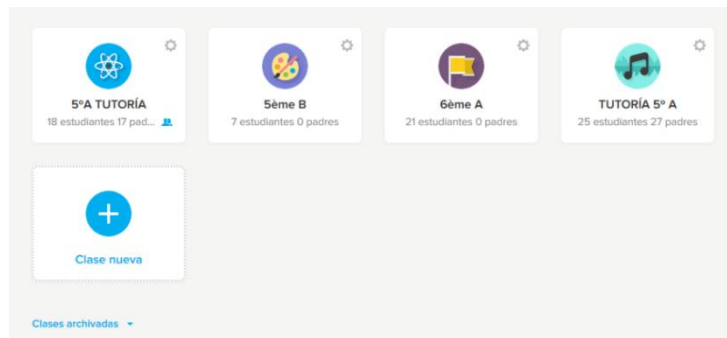 5ºA TUTORÍA
18 estudiantes 17 pad...
5ème B
7 estudiantes 0 padres
6ème A
21 estudiantes 0 padres
TUTORÍA 5º A
25 estudiantes 27 padres
Clase nueva
Clases archivadas